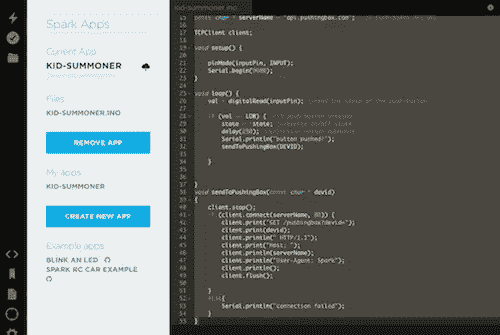 Spark Apps
Current App
KID-SUMMONER
Files
KID-SUMMONER.INO
REMOVE APP
My apps
KID-SUMMONER
CREATE NEW APP
Example apps
BLINK AN LED
SPARK RC CAR EXAMPLE
kid-summoner.ino
15 const char * serverName = "api.pushingbox.com";
16
17 TCPClient client;
18
19 void setup() {
20
21 pinMode(inputPin, INPUT);
22 Serial.begin(9600);
23 }
24
25 void loop() {
26 val = digitalRead(inputPin);
27
28 if (val == LOW) {
29 state = !state;
30 delay(250);
31 Serial.println("button pushed!");
32 sendToPushingBox(DEVID);
33
34 }
35
36
37 }
38 void sendToPushingBox(const char * devid)
39 {
40 client.stop();
41 if (client.connect(serverName, 80)) {
42 client.print("GET /pushingbox?devid=");
43 client.print(devid);
44 client.println(" HTTP/1.1");
45 client.print("Host: ");
46 client.println(serverName);
47 client.println("User-Agent: Spark");
48 client.println();
49 client.flush();
50
51 }
52 else{
53 Serial.println("connection failed");
54 }
55 }